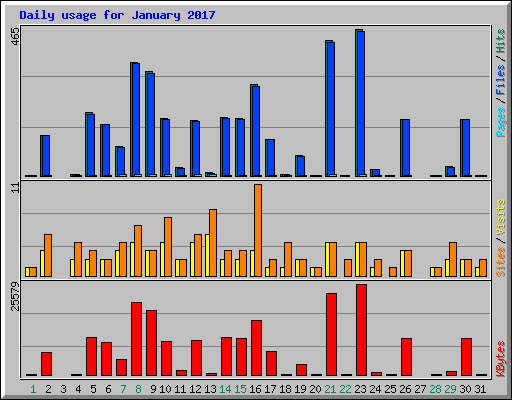 Daily usage for January 2017
465
Pages / Files / Hits
11
Sites / Visits
25579
KBytes
1 2 3 4 5 6 7 8 9 10 11 12 13 14 15 16 17 18 19 20 21 22 23 24 25 26 27 28 29 30 31